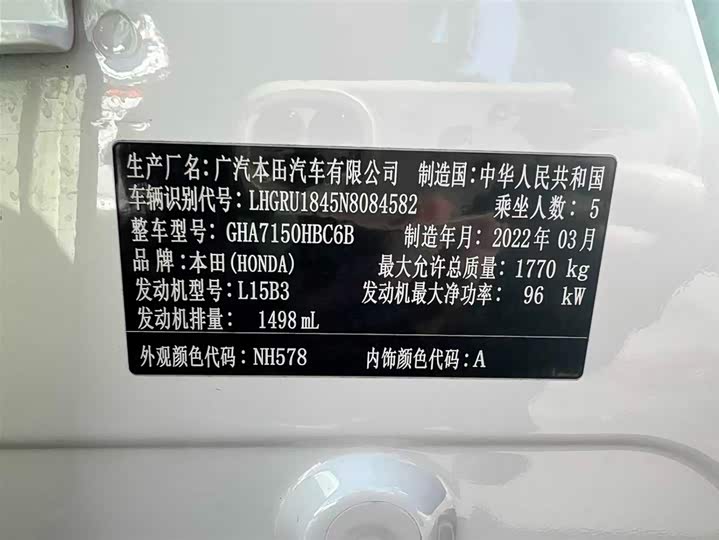 生产厂名:广汽本田汽车有限公司 制造国:中华人民共和国
车辆识别代号: LHGRU1845N8084582 乘坐人数: 5
整车型号: GHA7150HBC6B 制造年月:2022年 03月
品 牌:本田(HONDA) 最大允许总质量:1770 kg
发动机型号:L15B3 发动机最大净功率: 96 kW
发动机排量: 1498mL
外观颜色代码:NH578 内饰颜色代码:A